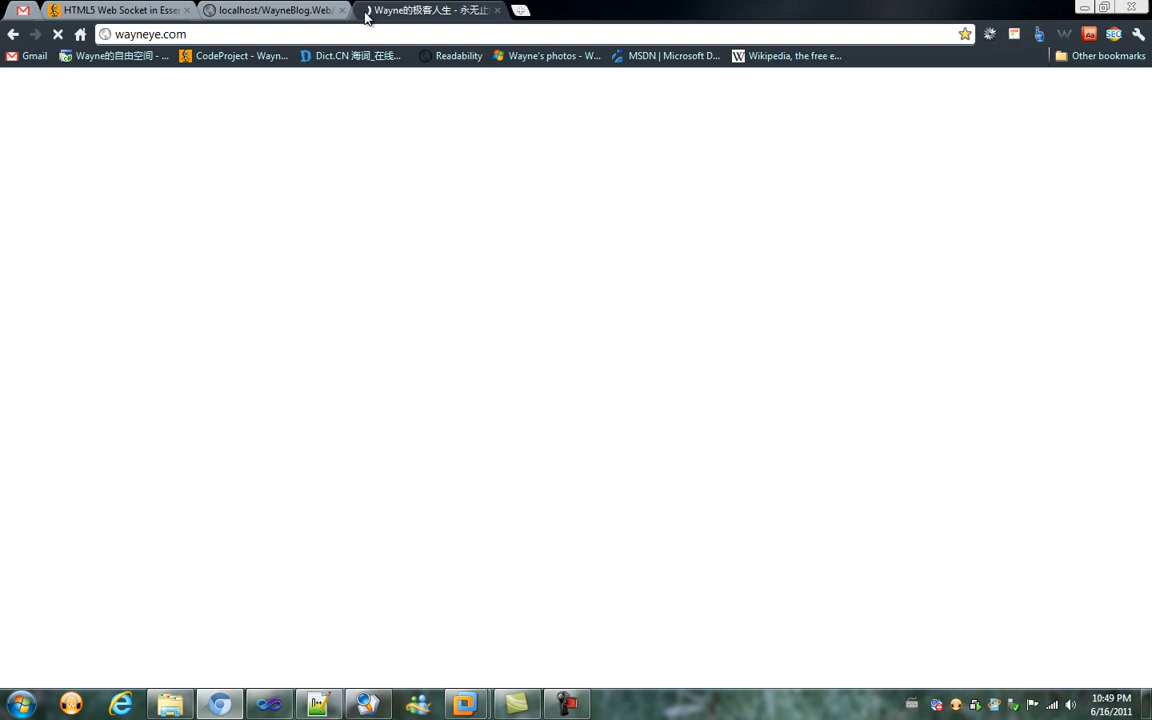 HTML5 Web Socket in Esse
localhost/WayneBlog.Web/
Wayne的极客人生 - 永无止
wayneye.com
Gmail
Wayne的自由空间 - ...
CodeProject - Wayn...
Dict.CN 海词_在线...
Readability
Wayne's photos - W...
MSDN | Microsoft D...
Wikipedia, the free e...
Other bookmarks
10:49 PM
6/16/2011